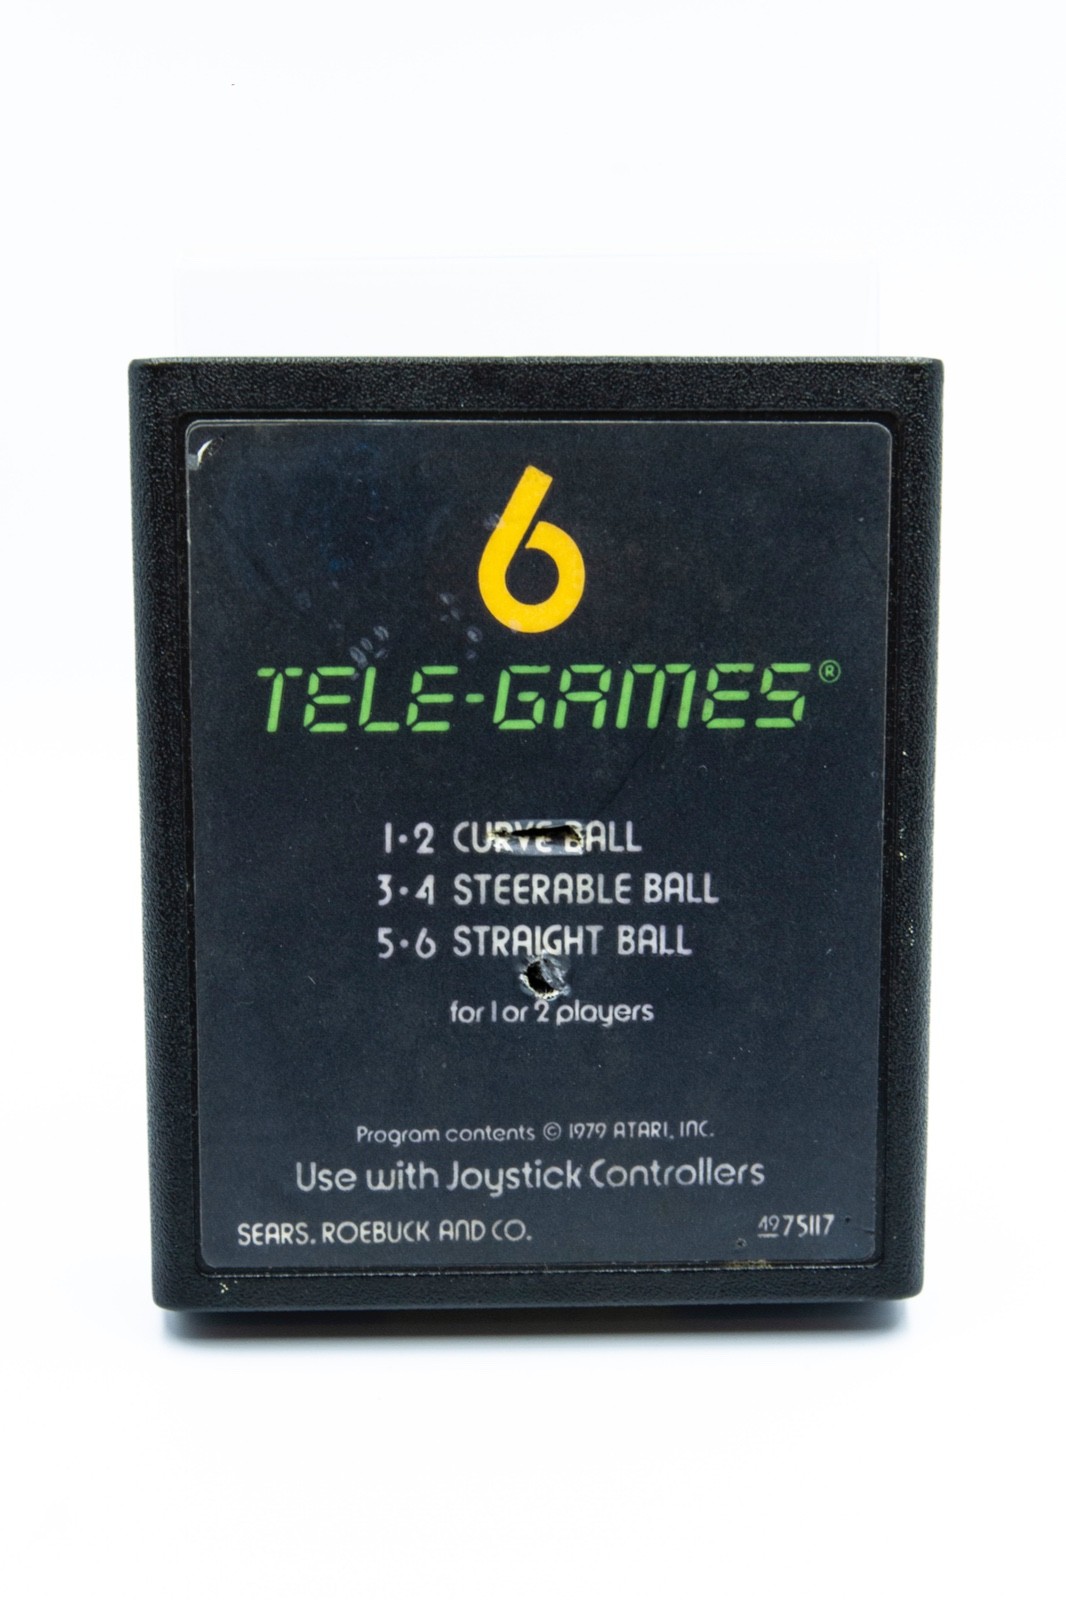 6
TELE-GAMES®
1·2 CURVE BALL
3·4 STEERABLE BALL
5·6 STRAIGHT BALL
for 1 or 2 players
Program contents © 1979 ATARI, INC.
Use with Joystick Controllers
SEARS, ROEBUCK AND CO. 4975117